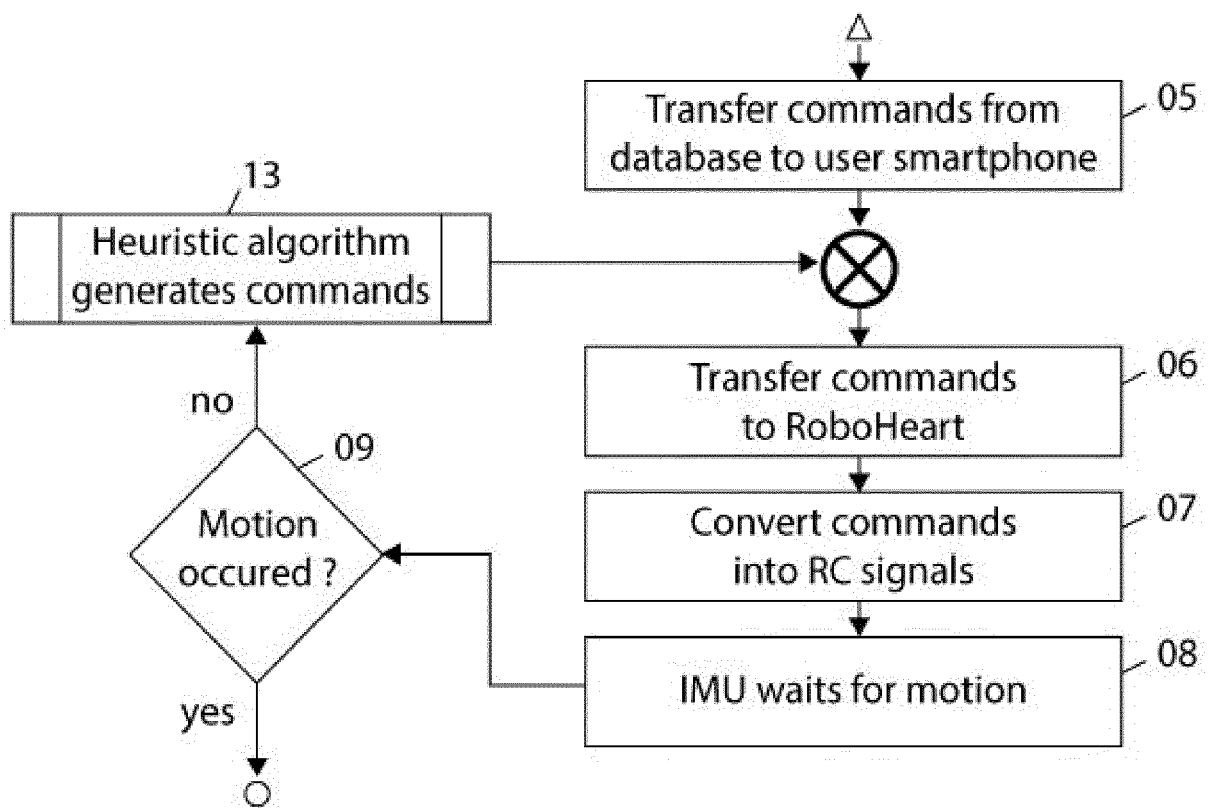 05
Transfer commands from
database to user smartphone
13
Heuristic algorithm
generates commands
06
Transfer commands
to RoboHeart
no
09
Motion
occured ?
07
Convert commands
into RC signals
08
IMU waits for motion
yes